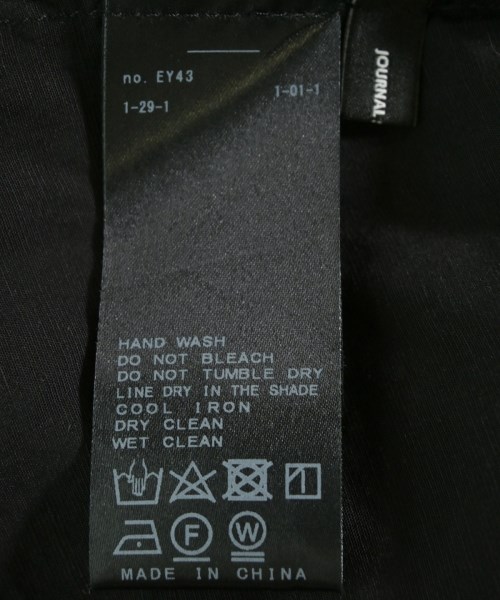 no. EY43
1-29-1
1-01-1
JOURNAL
HAND WASH
DO NOT BLEACH
DO NOT TUMBLE DRY
LINE DRY IN THE SHADE
COOL IRON
DRY CLEAN
WET CLEAN
F
W
MADE IN CHINA